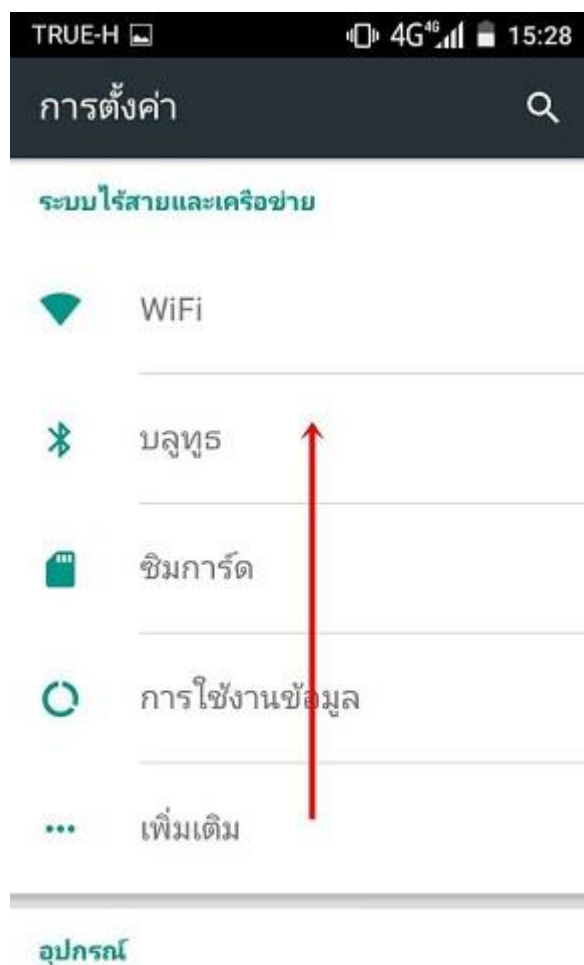 TRUE-H 4G 4G 15:28
การตั้งค่า
ระบบไร้สายและเครือข่าย
WiFi
บลูทูธ
ซิมการ์ด
การใช้งานข้อมูล
เพิ่มเติม
อุปกรณ์